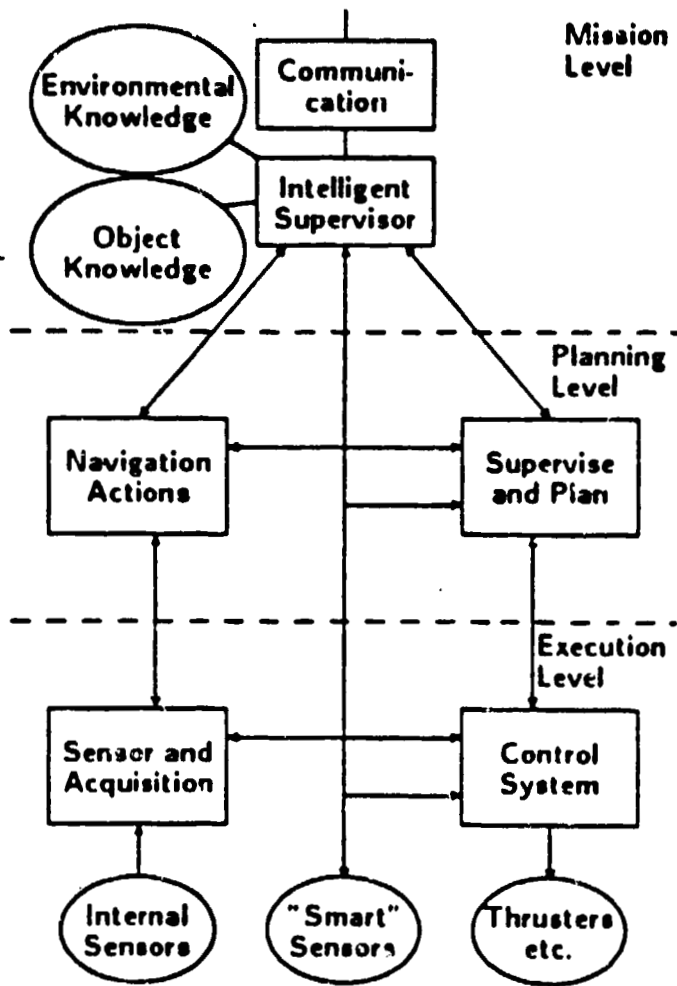 Mission
Level
Environmental
Knowledge
Communi-
cation
Intelligent
Supervisor
Object
Knowledge
Planning
Level
Navigation
Actions
Supervise
and Plan
Execution
Level
Sensor and
Acquisition
Control
System
Internal
Sensors
"Smart"
Sensors
Thrusters
etc.